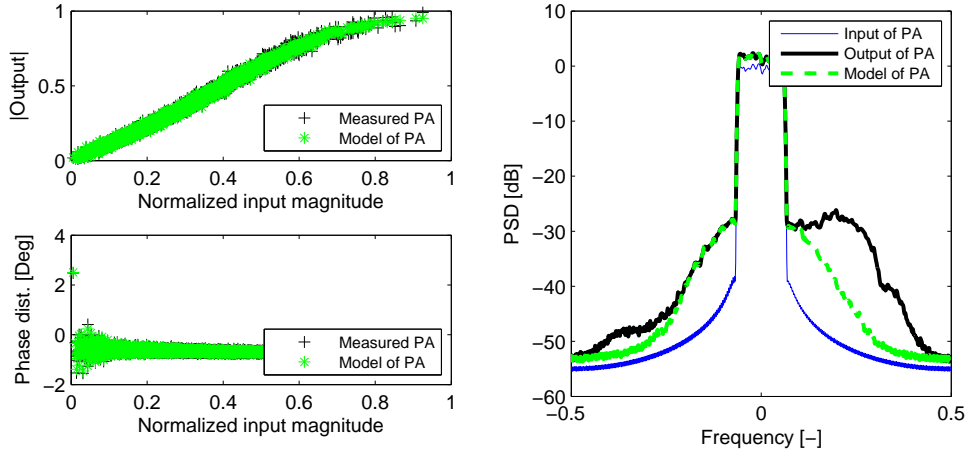 1
0.5
0
|Output|
Measured PA
Model of PA
0 0.2 0.4 0.6 0.8 1
Normalized input magnitude
4
2
0
−2
Phase dist. [Deg]
Measured PA
Model of PA
0 0.2 0.4 0.6 0.8 1
Normalized input magnitude
0
−10
−20
−30
−40
−50
−60
PSD [dB]
Input of PA
Output of PA
Model of PA
−0.5 0 0.5
Frequency [−]